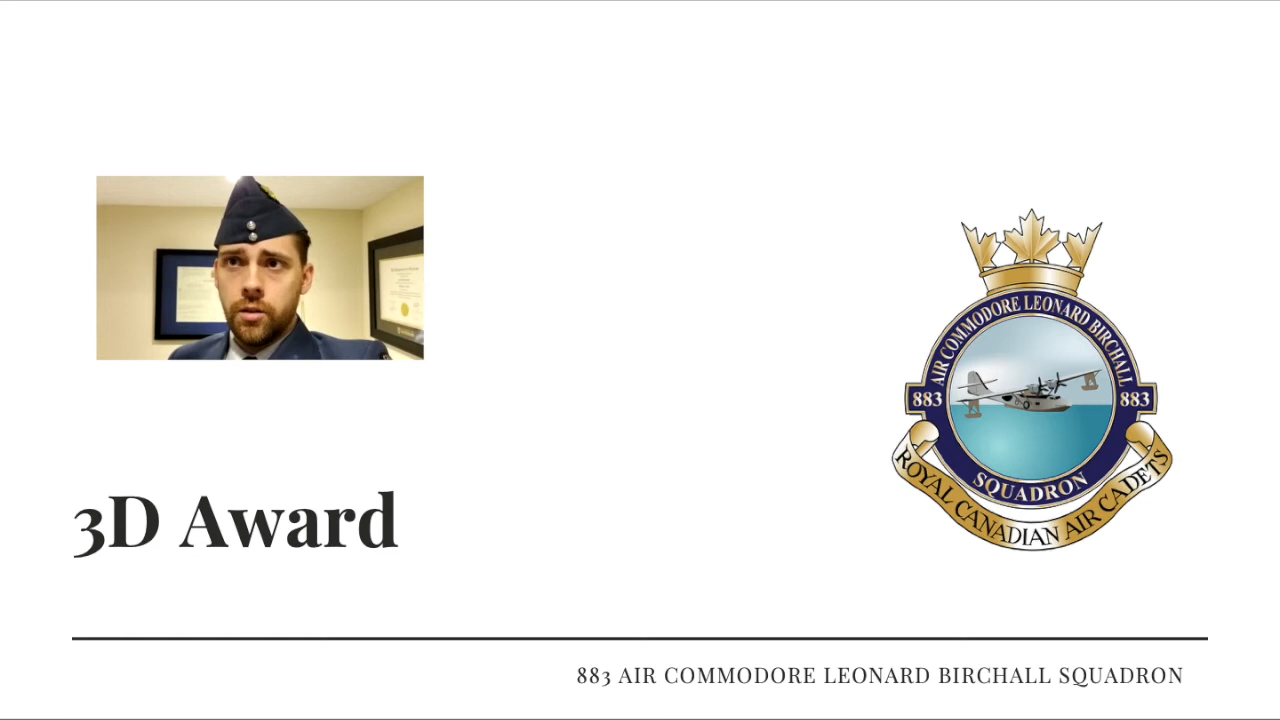 3D Award
AIR COMMODORE LEONARD BIRCHALL
883
883
SQUADRON
ROYAL CANADIAN AIR CADETS
883 AIR COMMODORE LEONARD BIRCHALL SQUADRON